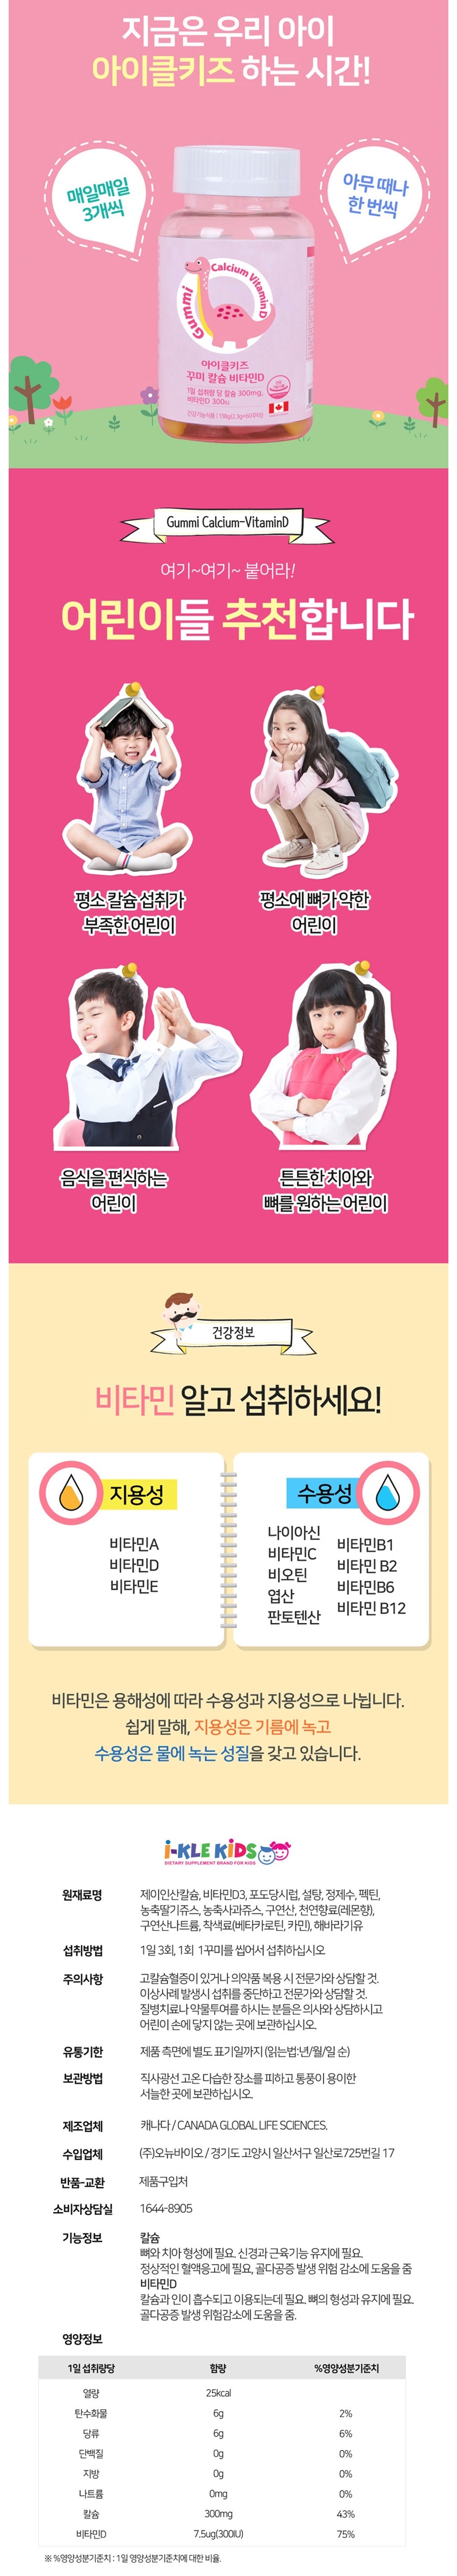 지금은 우리 아이
아이클키즈 하는 시간!
매일매일
3개씩
아무 때나
한 번씩
Gummi Calcium Vitamin D
아이클키즈
꾸미 칼슘 비타민D
1일 섭취량 당 칼슘 300mg,
비타민D 300IU
Gummi Calcium-VitaminD
여기~여기~ 붙어라!
어린이들 추천합니다
평소 칼슘 섭취가
부족한 어린이
평소에 뼈가 약한
어린이
음식을 편식하는
어린이
튼튼한 치아와
뼈를 원하는 어린이
건강정보
비타민 알고 섭취하세요!
지용성
비타민A
비타민D
비타민E
수용성
나이아신
비타민C
비오틴
엽산
판토텐산
비타민B1
비타민 B2
비타민B6
비타민 B12
비타민은 용해성에 따라 수용성과 지용성으로 나뉩니다.
쉽게 말해, 지용성은 기름에 녹고
수용성은 물에 녹는 성질을 갖고 있습니다.
i-KLE KiDS
DIETARY SUPPLEMENT BRAND FOR KIDS
원재료명 제이인산칼슘, 비타민D3, 포도당시럽, 설탕, 정제수, 펙틴,
농축딸기쥬스, 농축사과쥬스, 구연산, 천연향료(레몬향),
구연산나트륨, 착색료(베타카로틴, 카민), 해바라기유
섭취방법 1일 3회, 1회 1꾸미를 씹어서 섭취하십시오
주의사항 고칼슘혈증이 있거나 의약품 복용 시 전문가와 상담할 것.
이상사례 발생시 섭취를 중단하고 전문가와 상담할 것.
질병치료나 약물투여를 하시는 분들은 의사와 상담하시고
어린이 손에 닿지 않는 곳에 보관하십시오.
유통기한 제품 측면에 별도 표기일까지 (읽는법:년/월/일 순)
보관방법 직사광선 고온 다습한 장소를 피하고 통풍이 용이한
서늘한 곳에 보관하십시오.
제조업체 캐나다 / CANADA GLOBAL LIFE SCIENCES.
수입업체 (주)오뉴바이오 / 경기도 고양시 일산서구 일산로725번길 17
반품-교환 제품구입처
소비자상담실 1644-8905
기능정보 칼슘
뼈와 치아 형성에 필요. 신경과 근육기능 유지에 필요.
정상적인 혈액응고에 필요, 골다공증 발생 위험 감소에 도움을 줌
비타민D
칼슘과 인이 흡수되고 이용되는데 필요. 뼈의 형성과 유지에 필요.
골다공증 발생 위험감소에 도움을 줌.
영양정보
1일 섭취량당 함량 %영양성분기준치
열량 25kcal
탄수화물 6g 2%
당류 6g 6%
단백질 0g 0%
지방 0g 0%
나트륨 0mg 0%
칼슘 300mg 43%
비타민D 7.5ug(300IU) 75%
※ %영양성분기준치 : 1일 영양성분기준치에 대한 비율.